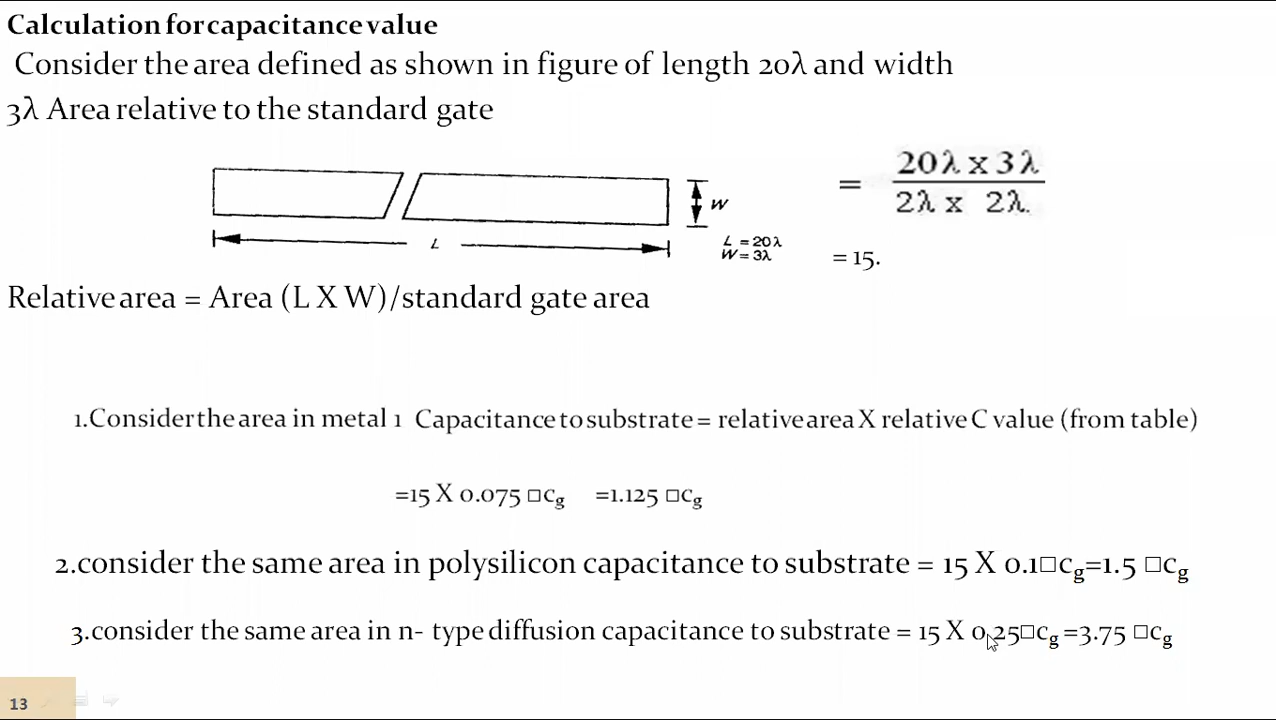 Calculation for capacitance value
Consider the area defined as shown in figure of length 20λ and width
3λ Area relative to the standard gate
= 20λ x 3λ
2λ x 2λ.
W
L
L = 20λ
W = 3λ
= 15.
Relative area = Area (L X W)/standard gate area
1.Consider the area in metal 1 Capacitance to substrate = relative area X relative C value (from table)
=15 X 0.075 □cg =1.125 □cg
2.consider the same area in polysilicon capacitance to substrate = 15 X 0.1□cg=1.5 □cg
3.consider the same area in n- type diffusion capacitance to substrate = 15 X 0.25□cg =3.75 □cg
13